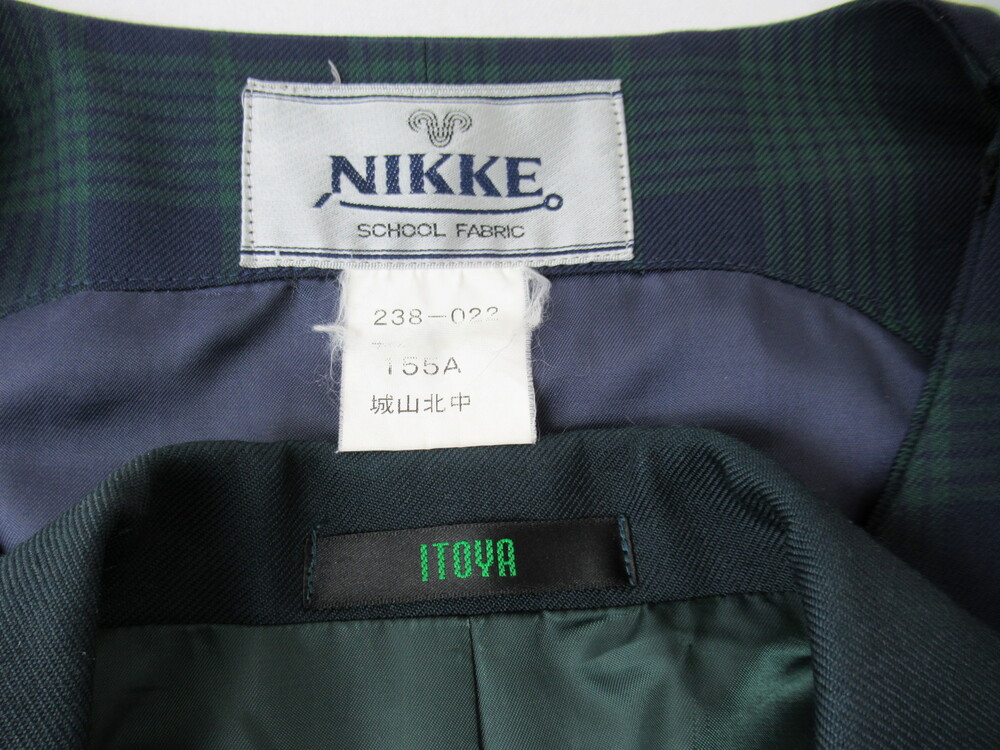 NIKKE
SCHOOL FABRIC
238-022
155A
城山北中
ITOYA